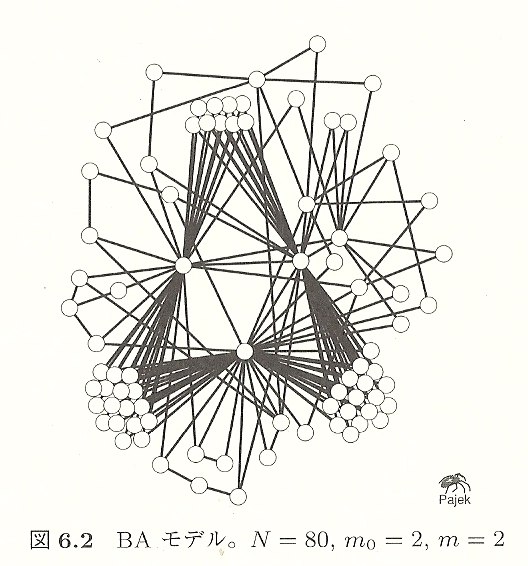 Pajek
図 6.2 BA モデル。N = 80, m₀ = 2, m = 2